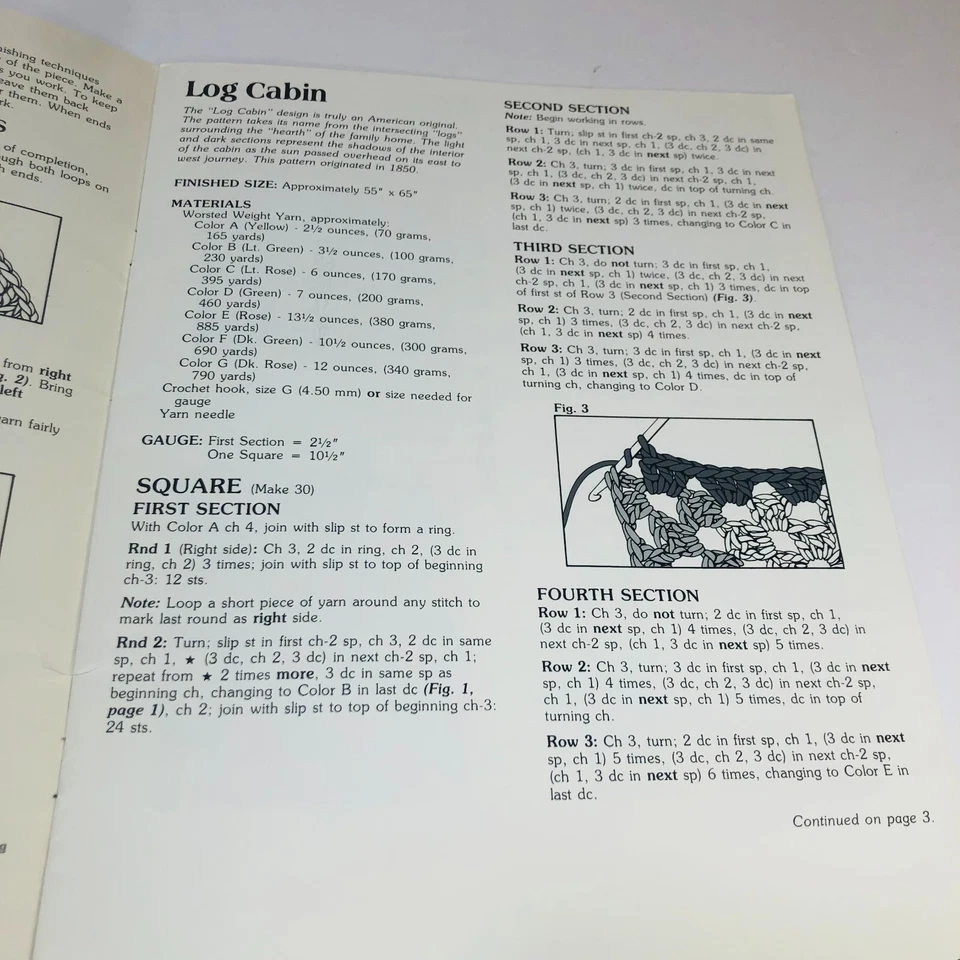 ishing techniques
of the piece. Make a
s you work. To keep
eave them back
r them. When ends
rk.
S
of completion,
ough both loops on
h ends.
from right
g. 2). Bring
left
arn fairly
g
Log Cabin
The "Log Cabin" design is truly an American original.
The pattern takes its name from the intersecting "logs"
surrounding the "hearth" of the family home. The light
and dark sections represent the shadows of the interior
of the cabin as the sun passed overhead on its east to
west journey. This pattern originated in 1850.
FINISHED SIZE: Approximately 55" x 65"
MATERIALS
Worsted Weight Yarn, approximately:
Color A (Yellow) - 2½ ounces, (70 grams,
165 yards)
Color B (Lt. Green) - 3½ ounces, (100 grams,
230 yards)
Color C (Lt. Rose) - 6 ounces, (170 grams,
395 yards)
Color D (Green) - 7 ounces, (200 grams,
460 yards)
Color E (Rose) - 13½ ounces, (380 grams,
885 yards)
Color F (Dk. Green) - 10½ ounces, (300 grams,
690 yards)
Color G (Dk. Rose) - 12 ounces, (340 grams,
790 yards)
Crochet hook, size G (4.50 mm) or size needed for
gauge
Yarn needle
GAUGE: First Section = 2½"
One Square = 10½"
SQUARE (Make 30)
FIRST SECTION
With Color A ch 4, join with slip st to form a ring.
Rnd 1 (Right side): Ch 3, 2 dc in ring, ch 2, (3 dc in
ring, ch 2) 3 times; join with slip st to top of beginning
ch-3: 12 sts.
Note: Loop a short piece of yarn around any stitch to
mark last round as right side.
Rnd 2: Turn; slip st in first ch-2 sp, ch 3, 2 dc in same
sp, ch 1, ★ (3 dc, ch 2, 3 dc) in next ch-2 sp, ch 1;
repeat from ★ 2 times more, 3 dc in same sp as
beginning ch, changing to Color B in last dc (Fig. 1,
page 1), ch 2; join with slip st to top of beginning ch-3:
24 sts.
SECOND SECTION
Note: Begin working in rows.
Row 1: Turn; slip st in first ch-2 sp, ch 3, 2 dc in same
sp, ch 1, 3 dc in next sp, ch 1, (3 dc, ch 2, 3 dc) in
next ch-2 sp, (ch 1, 3 dc in next sp) twice.
Row 2: Ch 3, turn; 3 dc in first sp, ch 1, 3 dc in next
sp, ch 1, (3 dc, ch 2, 3 dc) in next ch-2 sp, ch 1,
(3 dc in next sp, ch 1) twice, dc in top of turning ch.
Row 3: Ch 3, turn; 2 dc in first sp, ch 1, (3 dc in next
sp, ch 1) twice, (3 dc, ch 2, 3 dc) in next ch-2 sp,
(ch 1, 3 dc in next sp) 3 times, changing to Color C in
last dc.
THIRD SECTION
Row 1: Ch 3, do not turn; 3 dc in first sp, ch 1,
(3 dc in next sp, ch 1) twice, (3 dc, ch 2, 3 dc) in next
ch-2 sp, ch 1, (3 dc in next sp, ch 1) 3 times, dc in top
of first st of Row 3 (Second Section) (Fig. 3).
Row 2: Ch 3, turn; 2 dc in first sp, ch 1, (3 dc in next
sp, ch 1) 3 times, (3 dc, ch 2, 3 dc) in next ch-2 sp,
(ch 1, 3 dc in next sp) 4 times.
Row 3: Ch 3, turn; 3 dc in first sp, ch 1, (3 dc in next
sp, ch 1) 3 times, (3 dc, ch 2, 3 dc) in next ch-2 sp,
ch 1, (3 dc in next sp, ch 1) 4 times, dc in top of
turning ch, changing to Color D.
Fig. 3
FOURTH SECTION
Row 1: Ch 3, do not turn; 2 dc in first sp, ch 1,
(3 dc in next sp, ch 1) 4 times, (3 dc, ch 2, 3 dc) in
next ch-2 sp, (ch 1, 3 dc in next sp) 5 times.
Row 2: Ch 3, turn; 3 dc in first sp, ch 1, (3 dc in next
sp, ch 1) 4 times, (3 dc, ch 2, 3 dc) in next ch-2 sp,
ch 1, (3 dc in next sp, ch 1) 5 times, dc in top of
turning ch.
Row 3: Ch 3, turn; 2 dc in first sp, ch 1, (3 dc in next
sp, ch 1) 5 times, (3 dc, ch 2, 3 dc) in next ch-2 sp,
(ch 1, 3 dc in next sp) 6 times, changing to Color E in
last dc.
Continued on page 3.